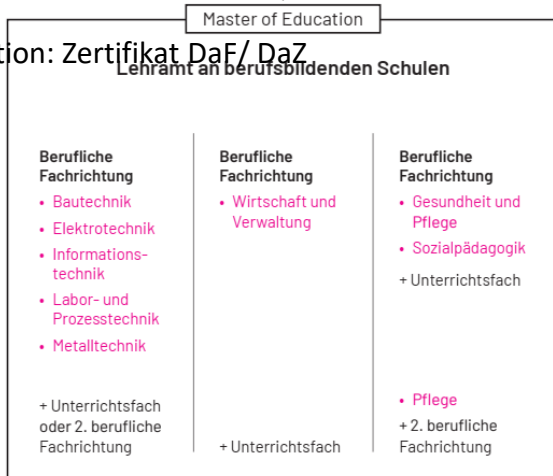 Master of Education
tion: Zertifikat DaF/ DaZ
Lehramt an berufsbildenden Schulen
Berufliche
Fachrichtung
• Bautechnik
• Elektrotechnik
• Informations-
technik
• Labor- und
Prozesstechnik
• Metalltechnik
+ Unterrichtsfach
oder 2. berufliche
Fachrichtung
Berufliche
Fachrichtung
• Wirtschaft und
Verwaltung
+ Unterrichtsfach
Berufliche
Fachrichtung
• Gesundheit und
Pflege
• Sozialpädagogik
+ Unterrichtsfach
• Pflege
+ 2. berufliche
Fachrichtung